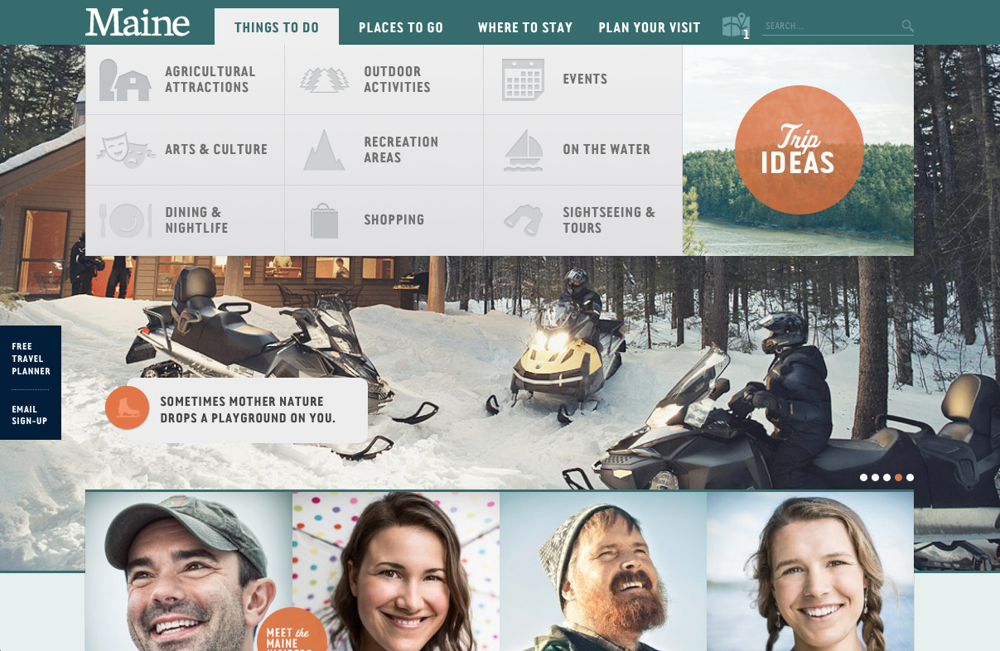 Maine
THINGS TO DO
PLACES TO GO
WHERE TO STAY
PLAN YOUR VISIT
1
SEARCH...
AGRICULTURAL
ATTRACTIONS
OUTDOOR
ACTIVITIES
EVENTS
ARTS & CULTURE
RECREATION
AREAS
ON THE WATER
DINING &
NIGHTLIFE
SHOPPING
SIGHTSEEING &
TOURS
Trip
IDEAS
FREE
TRAVEL
PLANNER
EMAIL
SIGN-UP
SOMETIMES MOTHER NATURE
DROPS A PLAYGROUND ON YOU.
MEET the
MAINE